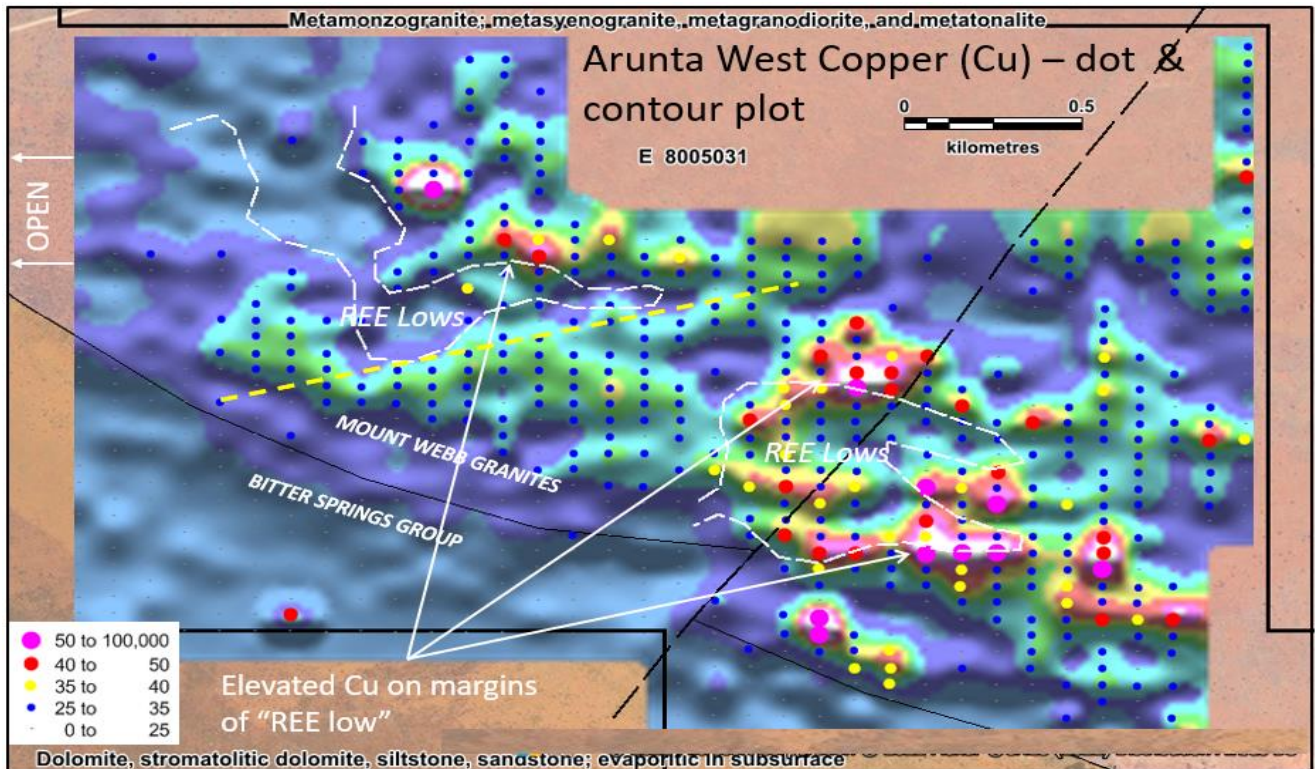 Metamonzogranite; metasyenogranite, metagranodiorite, and metatonalite
Arunta West Copper (Cu) – dot &
contour plot
0 0.5
kilometres
E 8005031
OPEN
REE Lows
REE Lows
MOUNT WEBB GRANITES
BITTER SPRINGS GROUP
50 to 100,000
40 to 50
35 to 40
25 to 35
0 to 25
Elevated Cu on margins
of “REE low”
Dolomite, stromatolitic dolomite, siltstone, sandstone; evaporitic in subsurface